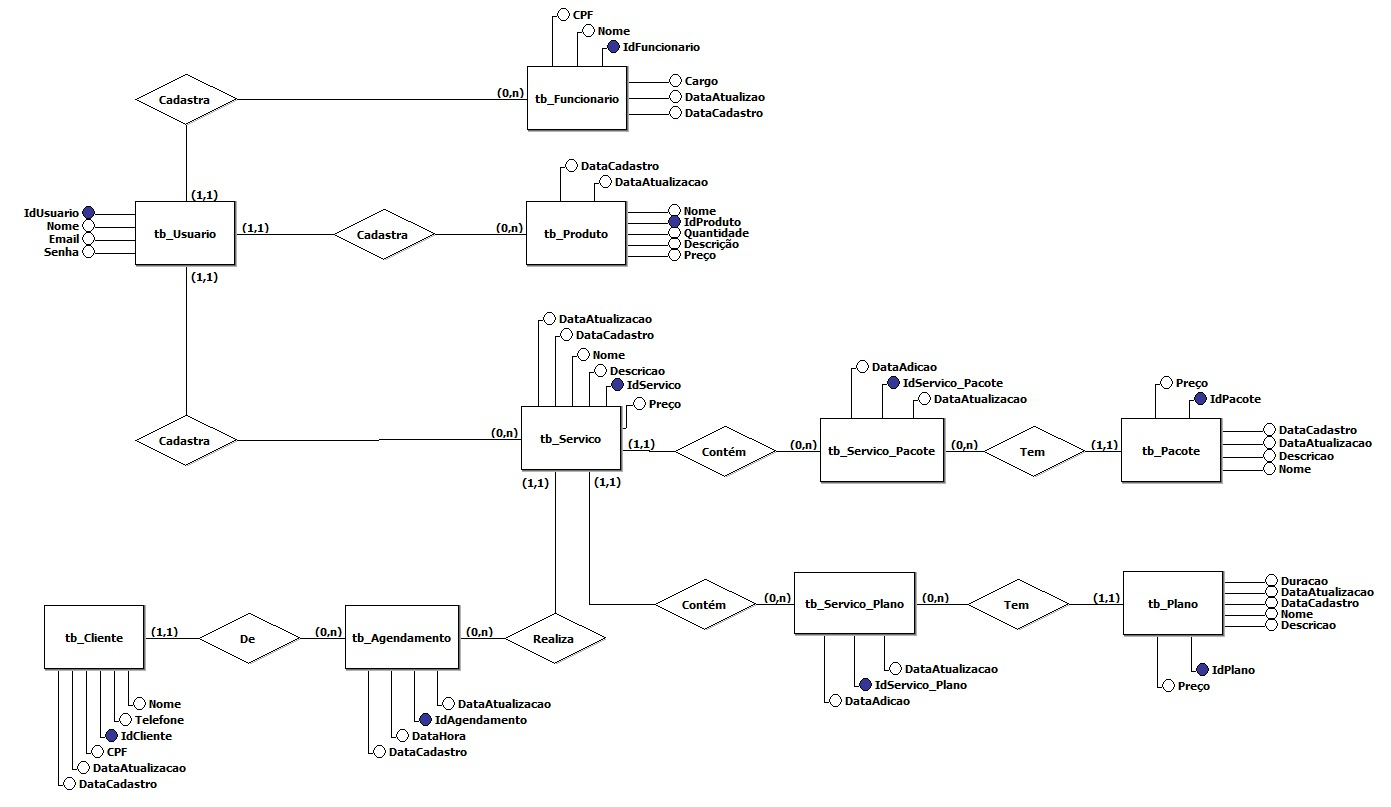 CPF
Nome
IdFuncionario
Cadastra
(0,n)
tb_Funcionario
Cargo
DataAtualizao
DataCadastro
DataCadastro
DataAtualizacao
(1,1)
IdUsuario
Nome
Email
Senha
tb_Usuario
(1,1)
Cadastra
(0,n)
tb_Produto
Nome
IdProduto
Quantidade
Descrição
Preço
(1,1)
DataAtualizacao
DataCadastro
Nome
Descricao
IdServico
Preço
Cadastra
(0,n)
tb_Servico
(1,1)
Contém
(0,n)
DataAdicao
IdServico_Pacote
DataAtualizacao
tb_Servico_Pacote
(0,n)
Tem
(1,1)
Preço
IdPacote
tb_Pacote
DataCadastro
DataAtualizacao
Descricao
Nome
(1,1)
(1,1)
Contém
(0,n)
tb_Servico_Plano
(0,n)
Tem
(1,1)
tb_Plano
Duracao
DataAtualizacao
DataCadastro
Nome
Descricao
tb_Cliente
(1,1)
De
(0,n)
tb_Agendamento
(0,n)
Realiza
DataAtualizacao
IdServico_Plano
DataAdicao
IdPlano
Preço
Nome
Telefone
IdCliente
CPF
DataAtualizacao
DataCadastro
DataAtualizacao
IdAgendamento
DataHora
DataCadastro